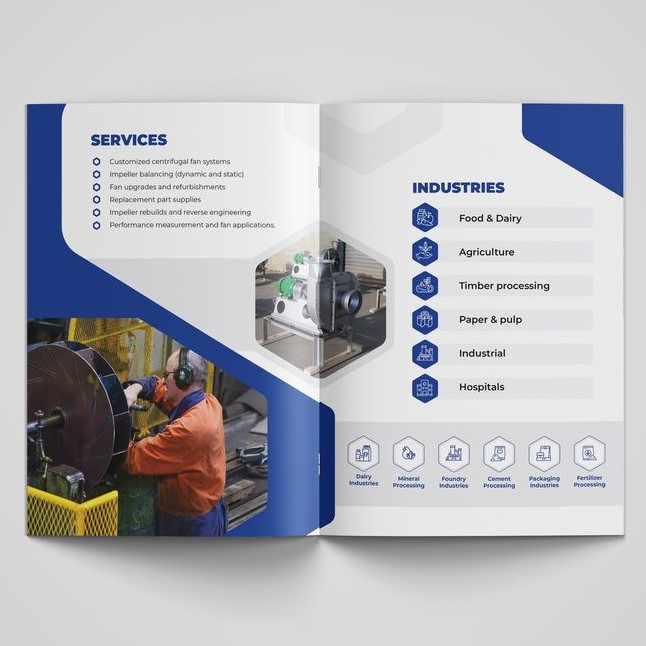 SERVICES
Customized centrifugal fan systems
Impeller balancing (dynamic and static)
Fan upgrades and refurbishments
Replacement part supplies
Impeller rebuilds and reverse engineering
Performance measurement and fan applications.
INDUSTRIES
Food & Dairy
Agriculture
Timber processing
Paper & pulp
Industrial
Hospitals
Dairy
Industries
Mineral
Processing
Foundry
Industries
Cement
Processing
Packaging
Industries
Fertilizer
Processing